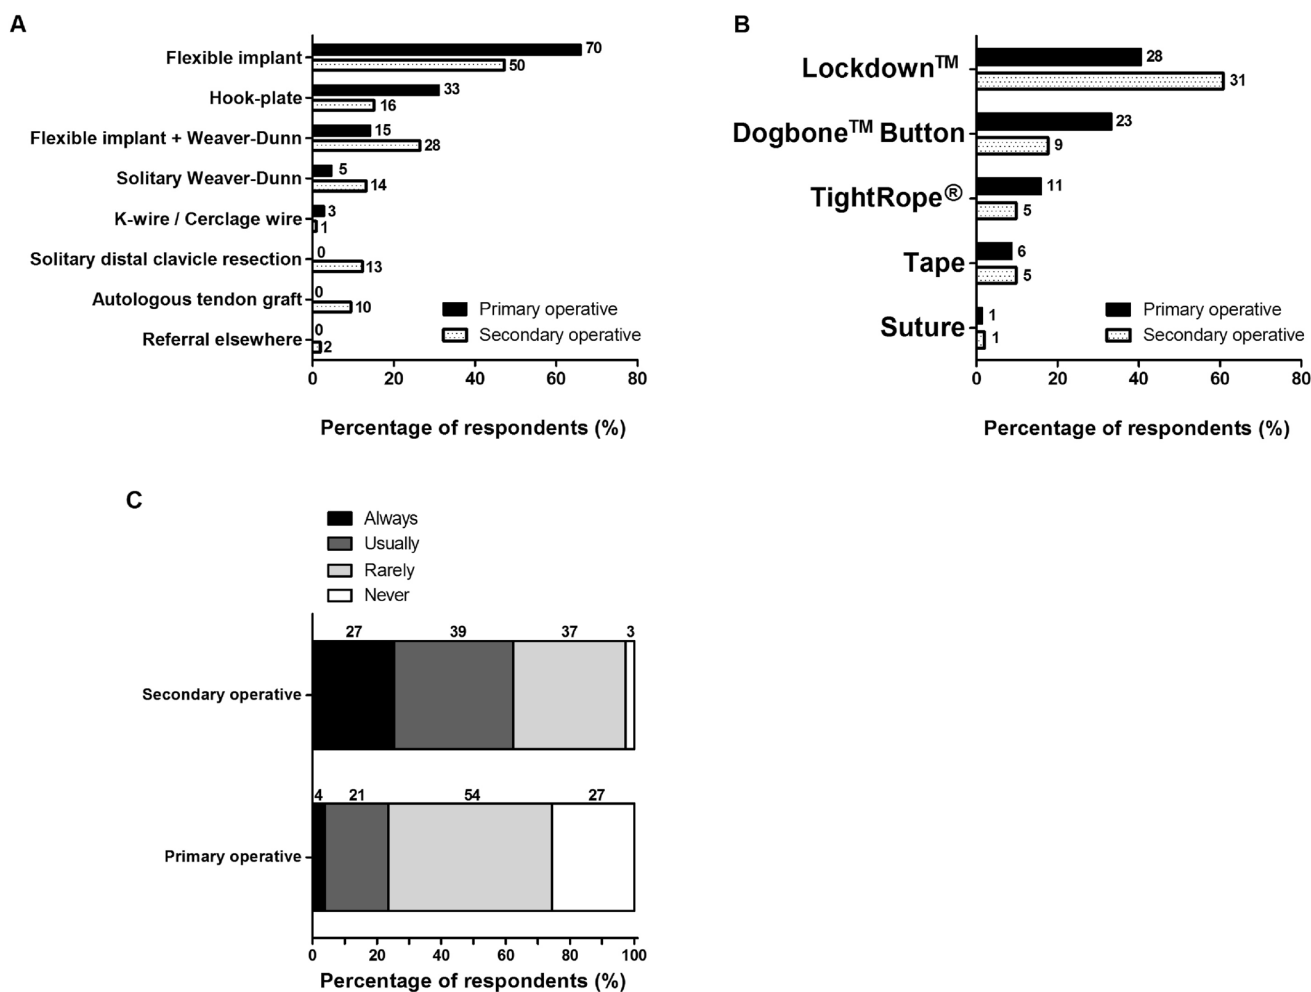 A
Flexible implant 70
50
Hook-plate 33
16
Flexible implant + Weaver-Dunn 15
28
Solitary Weaver-Dunn 5
14
K-wire / Cerclage wire 3
1
Solitary distal clavicle resection 0
13
Autologous tendon graft 0
10
Referral elsewhere 0
2
Primary operative
Secondary operative
0 20 40 60 80
Percentage of respondents (%)
B
Lockdown™ 28
31
Dogbone™ Button 23
9
TightRope® 11
5
Tape 6
5
Suture 1
1
Primary operative
Secondary operative
0 20 40 60 80
Percentage of respondents (%)
C
Always
Usually
Rarely
Never
27 39 37 3
Secondary operative
4 21 54 27
Primary operative
0 20 40 60 80 100
Percentage of respondents (%)